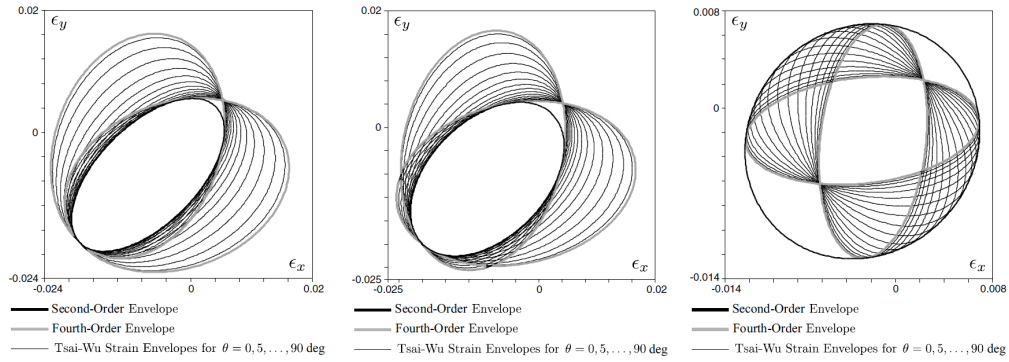 0.02
ϵy
0
-0.024
-0.024
0
0.02
ϵx
Second-Order Envelope
Fourth-Order Envelope
Tsai-Wu Strain Envelopes for θ = 0, 5, . . . , 90 deg
0.02
ϵy
0
-0.025
-0.025
0
0.02
ϵx
Second-Order Envelope
Fourth-Order Envelope
Tsai-Wu Strain Envelopes for θ = 0, 5, . . . , 90 deg
0.008
ϵy
0
-0.014
-0.014
0
0.008
ϵx
Second-Order Envelope
Fourth-Order Envelope
Tsai-Wu Strain Envelopes for θ = 0, 5, . . . , 90 deg